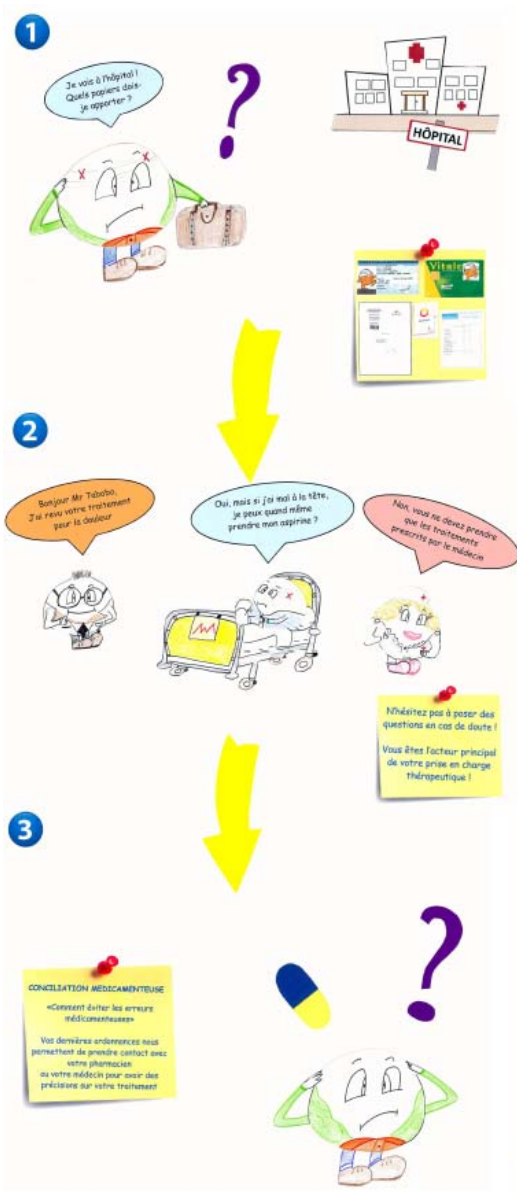 1
Je vais à l'hôpital !
Quels papiers dois-
je apporter ?
?
HÔPITAL
Vitale
2
Bonjour Mr Tebobo,
J'ai revu votre traitement
pour la douleur
Oui, mais si j'ai mal à la tête,
je peux quand même
prendre mon aspirine ?
Non, vous ne devez prendre
que les traitements
prescrits par le médecin
N'hésitez pas à poser des
questions en cas de doute !
Vous êtes l'acteur principal
de votre prise en charge
thérapeutique !
3
?
CONCILIATION MEDICAMENTEUSE
«Comment éviter les erreurs
médicamenteuses»
Vos dernières ordonnances nous
permettent de prendre contact avec
votre pharmacien
ou votre médecin pour avoir des
précisions sur votre traitement